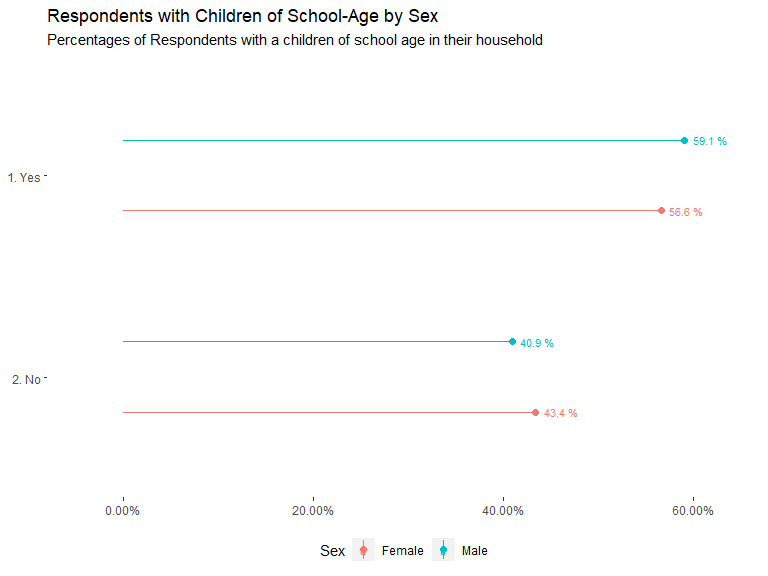 Respondents with Children of School-Age by Sex
Percentages of Respondents with a children of school age in their household
59.1 %
1. Yes
56.6 %
40.9 %
2. No
43.4 %
0.00% 20.00% 40.00% 60.00%
Sex Female Male